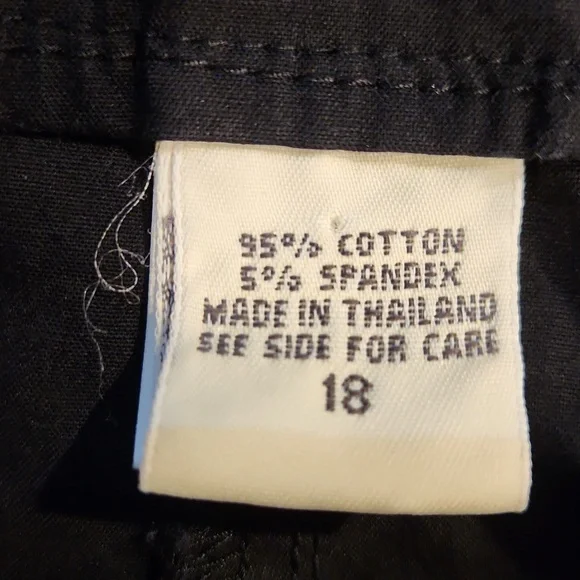 95% COTTON
5% SPANDEX
MADE IN THAILAND
SEE SIDE FOR CARE
18